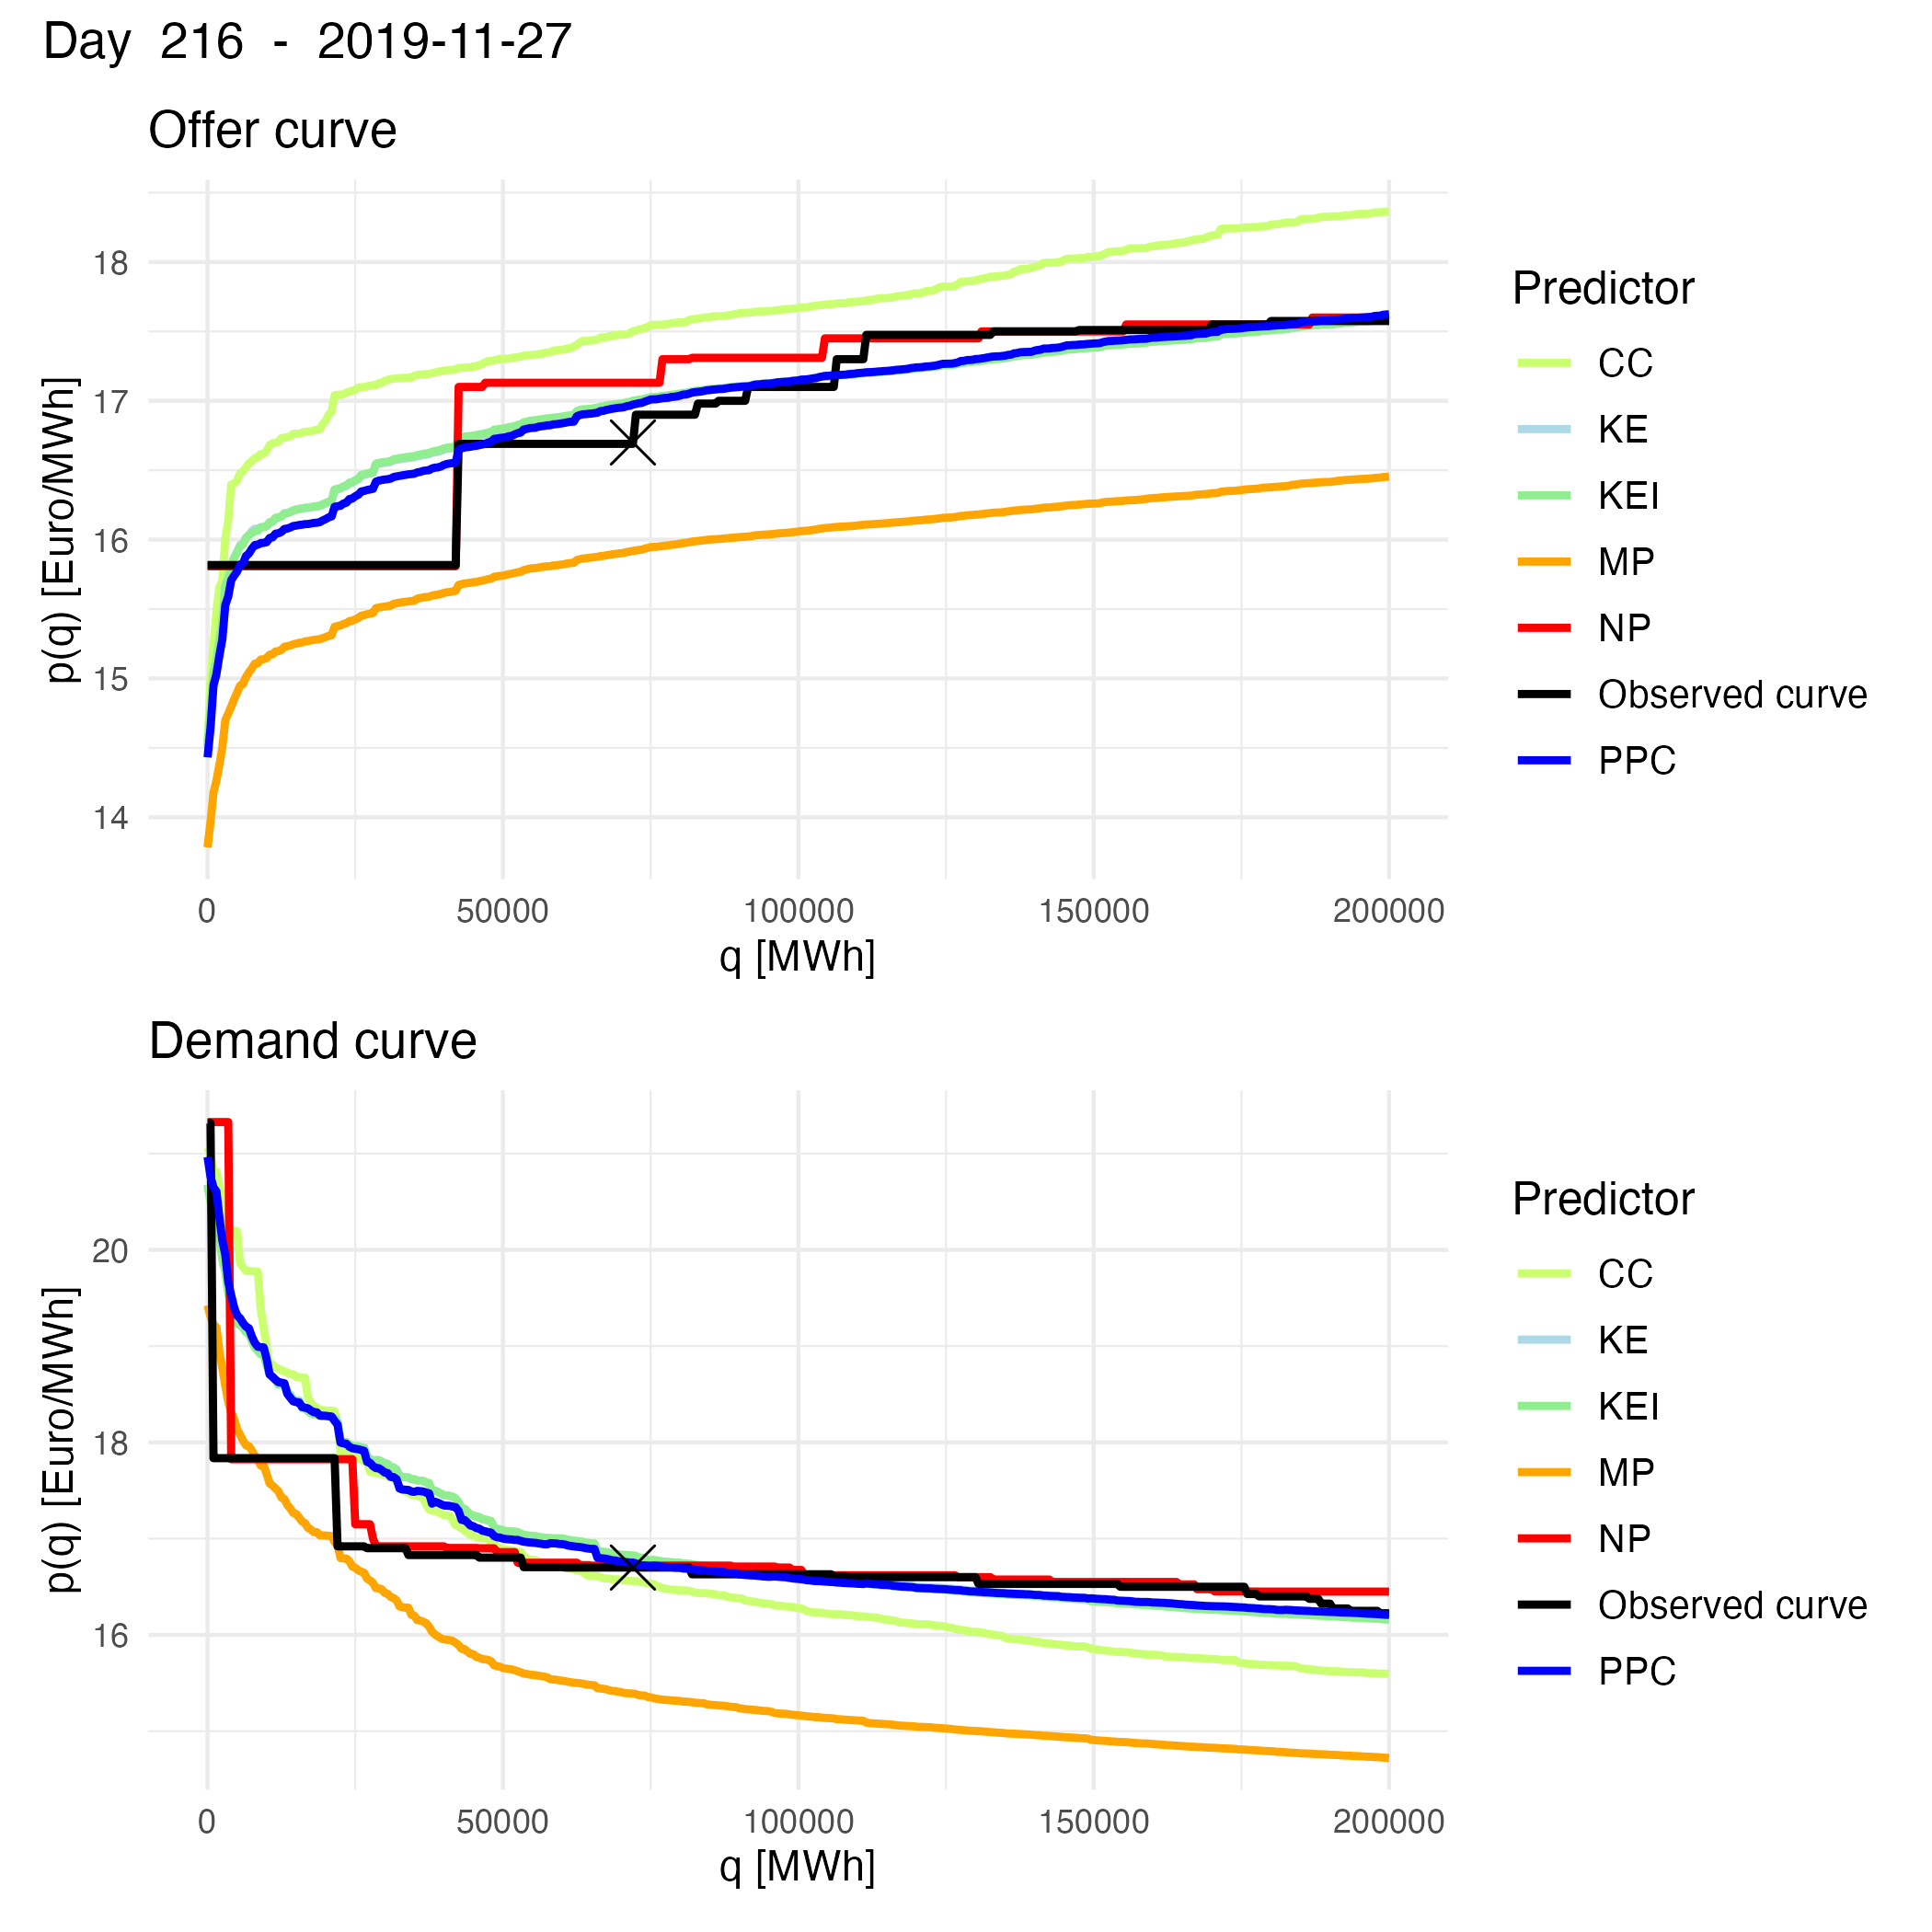 Day 216 - 2019-11-27
Offer curve
p(q) [Euro/MWh]
18
17
16
15
14
0 50000 100000 150000 200000
q [MWh]
Predictor
CC
KE
KEI
MP
NP
Observed curve
PPC
Demand curve
p(q) [Euro/MWh]
20
18
16
0 50000 100000 150000 200000
q [MWh]
Predictor
CC
KE
KEI
MP
NP
Observed curve
PPC